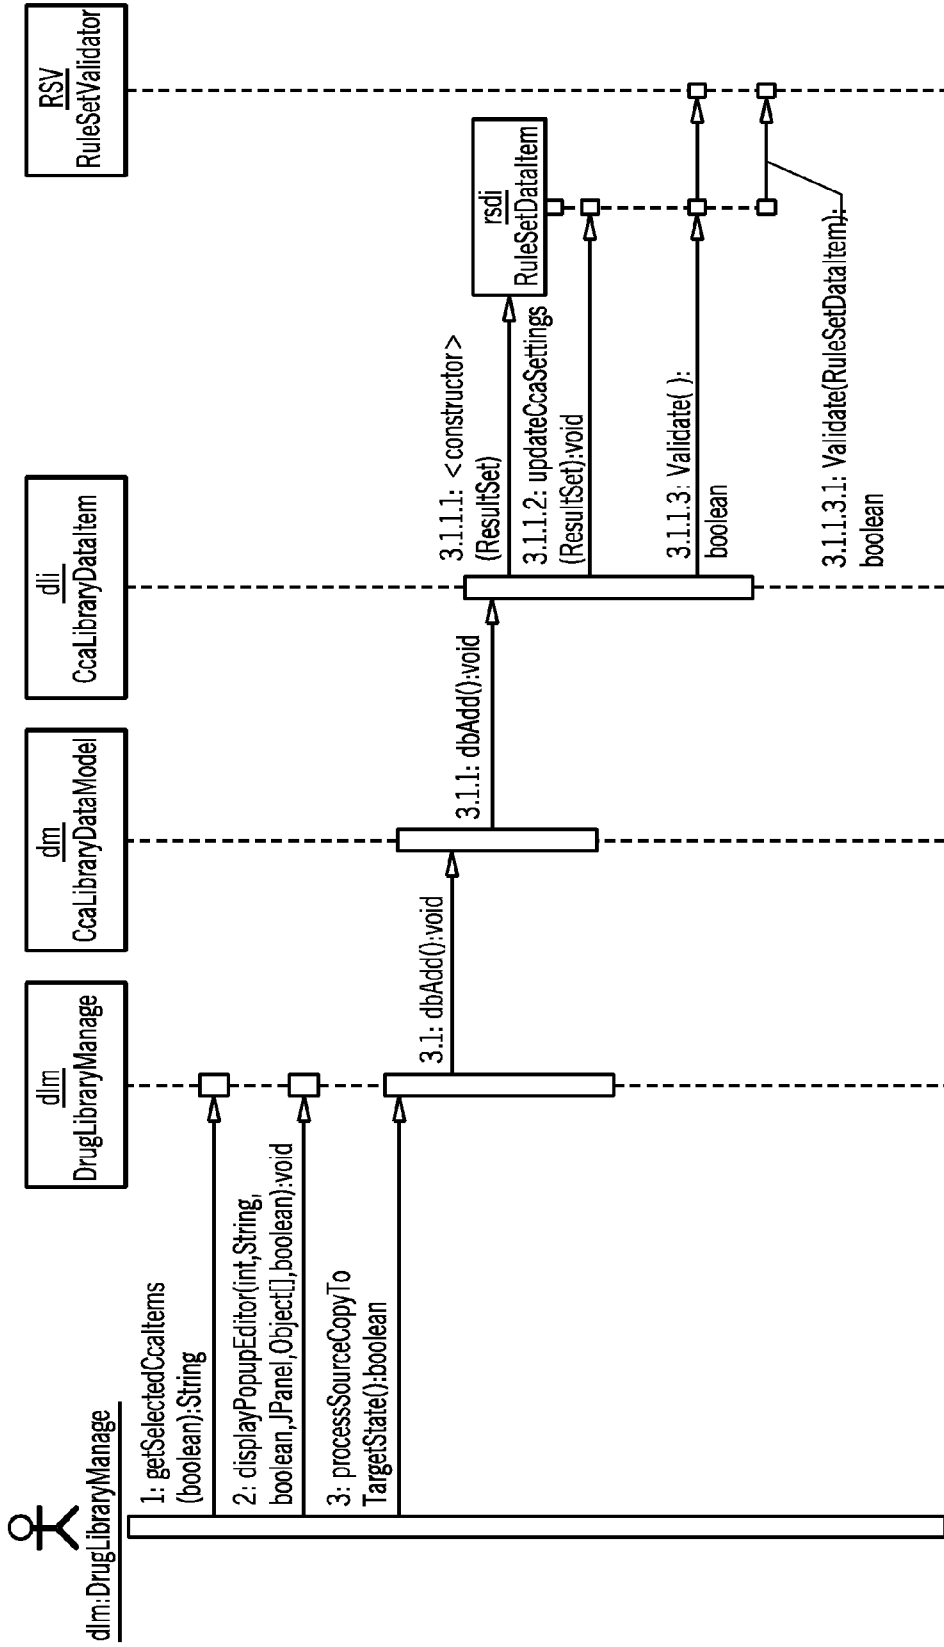 dlm:DrugLibraryManage
dlm
DrugLibraryManage
dm
CcaLibraryDataModel
dli
CcaLibraryDataItem
RSV
RuleSetValidator
1: getSelectedCcaItems
(boolean):String
2: displayPopupEditor(int,String,
boolean,JPanel,Object[],boolean):void
3: processSourceCopyTo
TargetState():boolean
3.1: dbAdd():void
3.1.1: dbAdd():void
3.1.1.1: <constructor>
(ResultSet)
rsdi
RuleSetDataItem
3.1.1.2: updateCcaSettings
(ResultSet):void
3.1.1.3: Validate( ):
boolean
3.1.1.3.1: Validate(RuleSetDataItem):
boolean